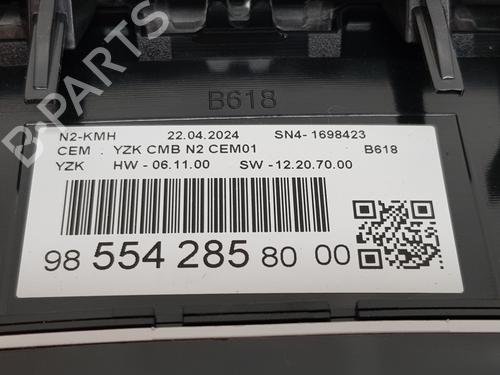 B618
N2-KMH 22.04.2024 SN4- 1698423
CEM . YZK CMB N2 CEM01 B618
YZK HW - 06.11.00 SW -12.20.70.00
98 554 285 80 00
B-PARTS